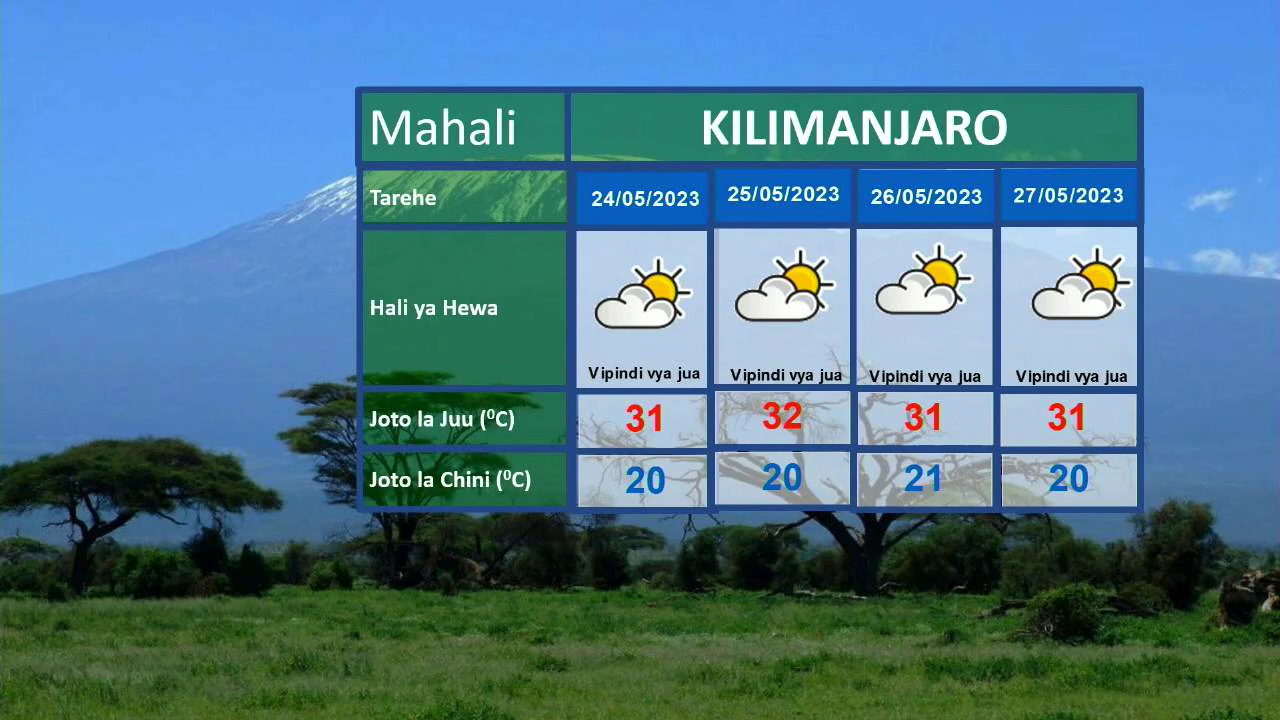 Mahali KILIMANJARO
Tarehe 24/05/2023 25/05/2023 26/05/2023 27/05/2023
Hali ya Hewa Vipindi vya jua Vipindi vya jua Vipindi vya jua Vipindi vya jua
Joto la Juu (⁰C) 31 32 31 31
Joto la Chini (⁰C) 20 20 21 20